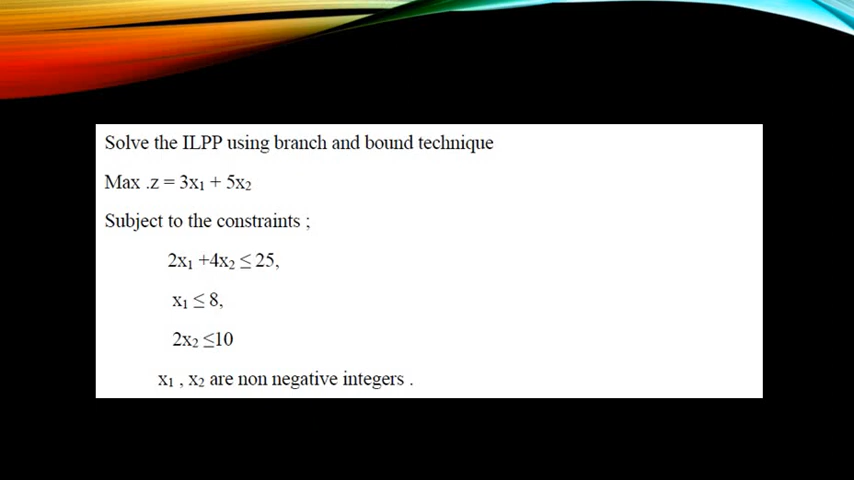 Solve the ILPP using branch and bound technique
Max .z = 3x₁ + 5x₂
Subject to the constraints ;
2x₁ +4x₂ ≤ 25,
x₁ ≤ 8,
2x₂ ≤10
x₁ , x₂ are non negative integers .